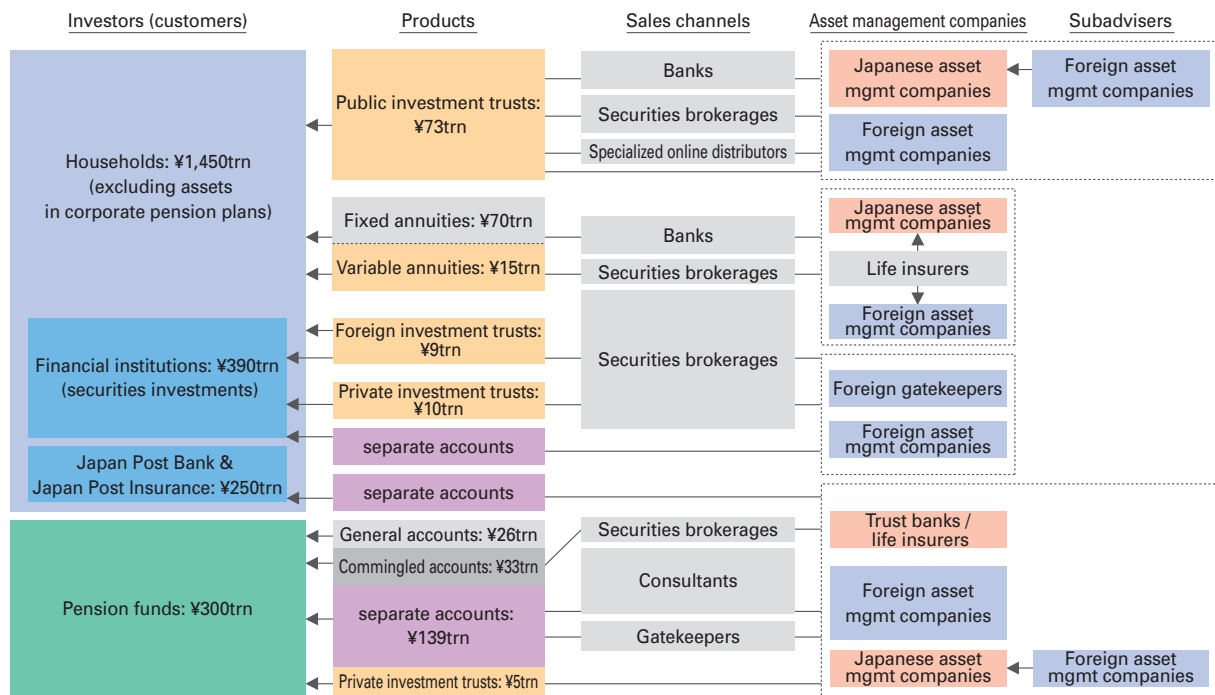 Investors (customers)
Products
Sales channels
Asset management companies
Subadvisers
Households: ¥1,450trn
(excluding assets
in corporate pension plans)
Financial institutions: ¥390trn
(securities investments)
Japan Post Bank &
Japan Post Insurance: ¥250trn
Pension funds: ¥300trn
Public investment trusts:
¥73trn
Fixed annuities: ¥70trn
Variable annuities: ¥15trn
Foreign investment trusts:
¥9trn
Private investment trusts:
¥10trn
separate accounts
separate accounts
General accounts: ¥26trn
Commingled accounts: ¥33trn
separate accounts:
¥139trn
Private investment trusts: ¥5trn
Banks
Securities brokerages
Specialized online distributors
Banks
Securities brokerages
Securities brokerages
Securities brokerages
Consultants
Gatekeepers
Japanese asset
mgmt companies
Foreign asset
mgmt companies
Japanese asset
mgmt companies
Life insurers
Foreign asset
mgmt companies
Foreign gatekeepers
Foreign asset
mgmt companies
Trust banks /
life insurers
Foreign asset
mgmt companies
Japanese asset
mgmt companies
Foreign asset
mgmt companies
Foreign asset
mgmt companies